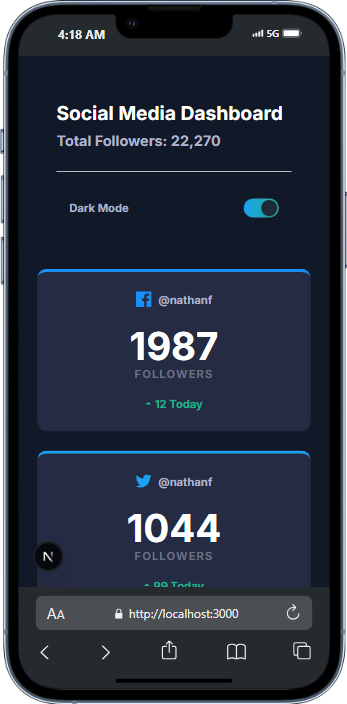 4:18 AM 5G
Social Media Dashboard
Total Followers: 22,270
Dark Mode
@nathanf
1987
FOLLOWERS
12 Today
@nathanf
1044
FOLLOWERS
99 Today
N
AA http://localhost:3000